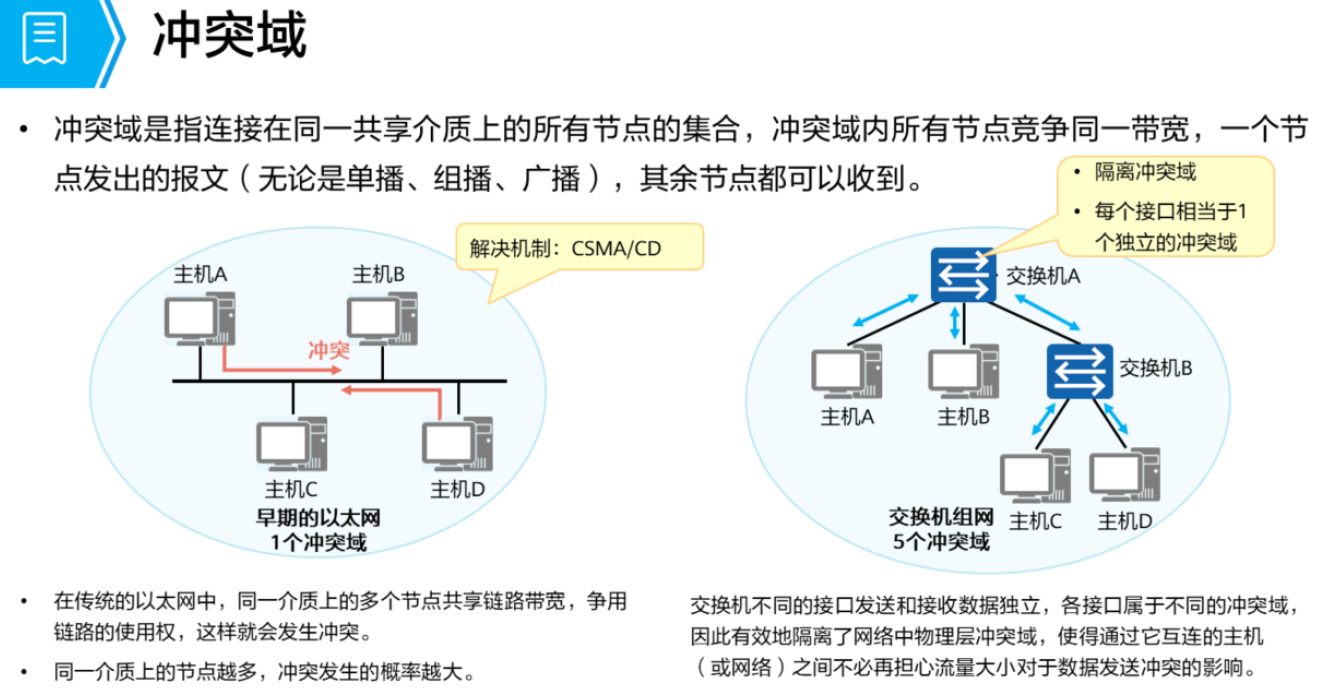 冲突域
• 冲突域是指连接在同一共享介质上的所有节点的集合，冲突域内所有节点竞争同一带宽，一个节
点发出的报文（无论是单播、组播、广播），其余节点都可以收到。
• 隔离冲突域
• 每个接口相当于1
个独立的冲突域
解决机制：CSMA/CD
主机A
主机B
冲突
主机C
主机D
早期的以太网
1个冲突域
交换机A
交换机B
主机A
主机B
主机C
主机D
交换机组网
5个冲突域
• 在传统的以太网中，同一介质上的多个节点共享链路带宽，争用
链路的使用权，这样就会发生冲突。
• 同一介质上的节点越多，冲突发生的概率越大。
交换机不同的接口发送和接收数据独立，各接口属于不同的冲突域，
因此有效地隔离了网络中物理层冲突域，使得通过它互连的主机
（或网络）之间不必再担心流量大小对于数据发送冲突的影响。